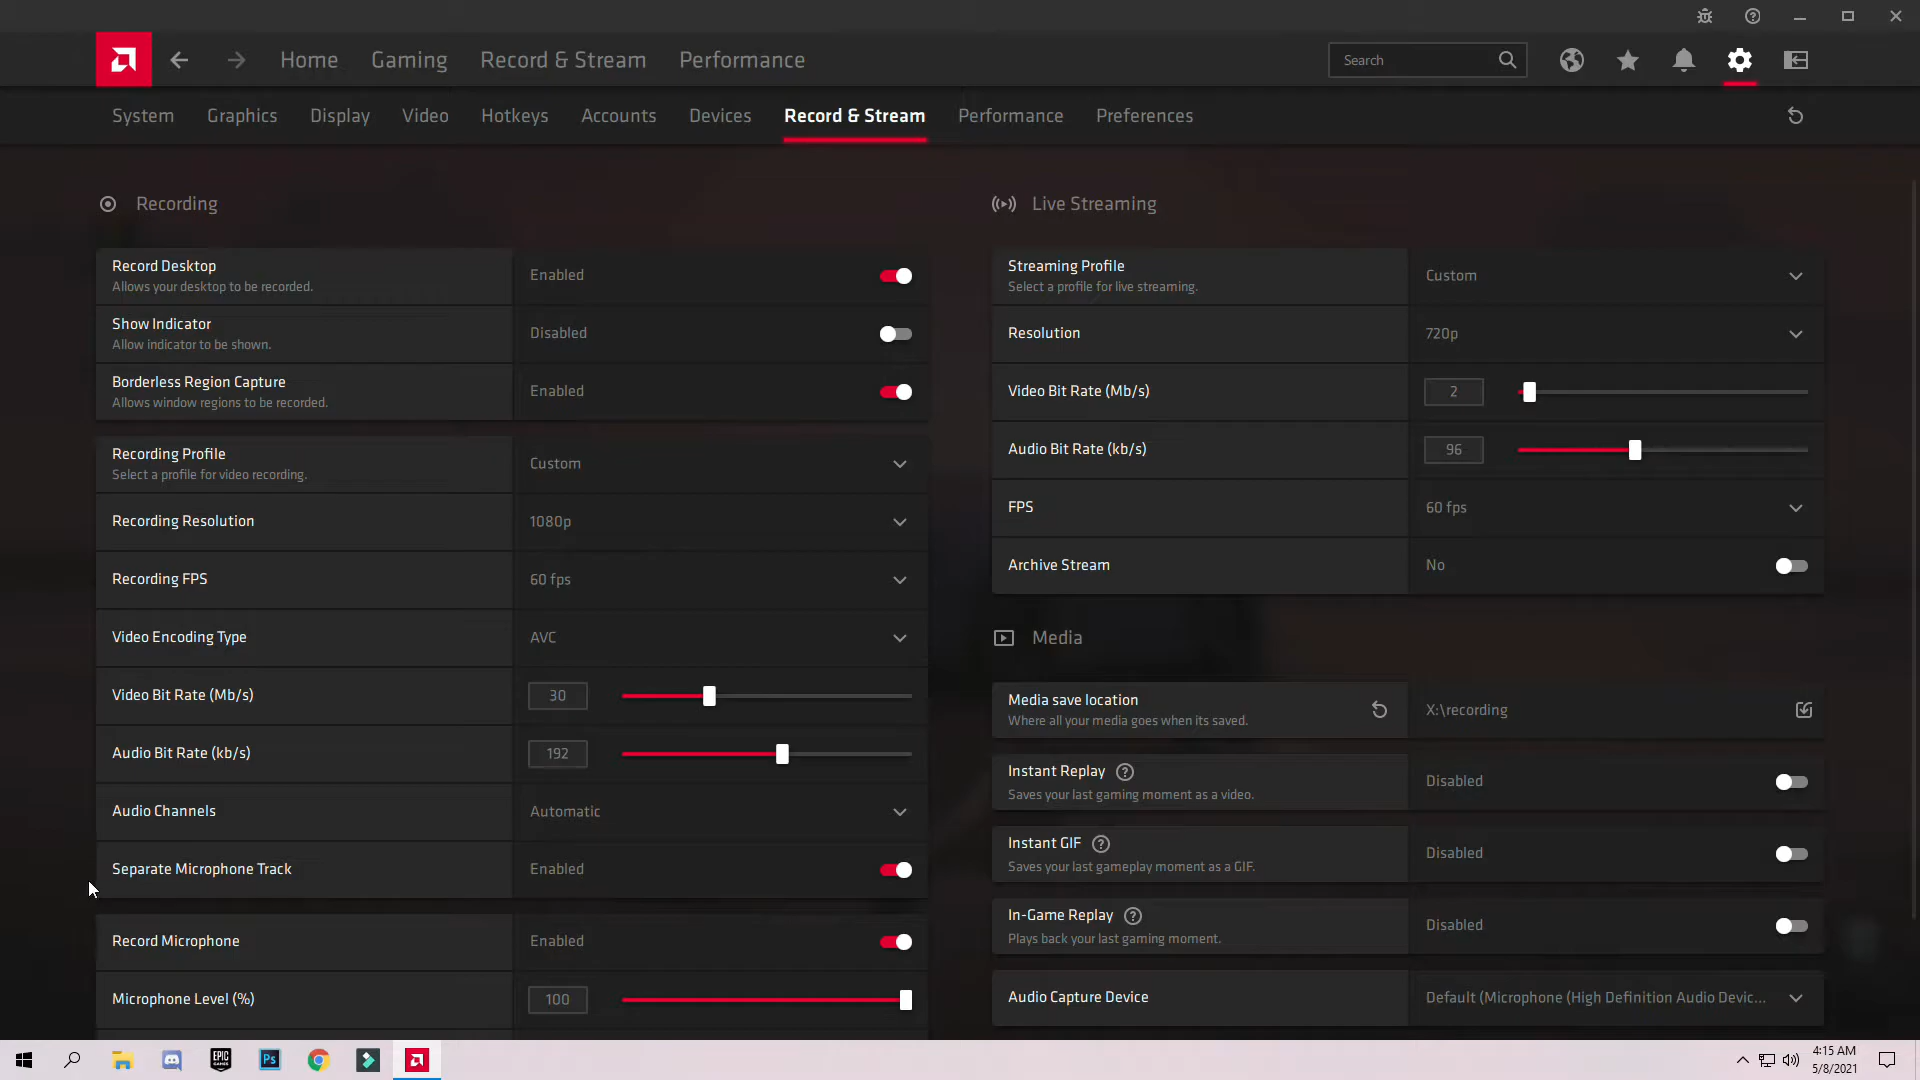 Home
Gaming
Record & Stream
Performance
Search
System
Graphics
Display
Video
Hotkeys
Accounts
Devices
Record & Stream
Performance
Preferences
Recording
Record Desktop
Allows your desktop to be recorded.
Enabled
Show Indicator
Allow indicator to be shown.
Disabled
Borderless Region Capture
Allows window regions to be recorded.
Enabled
Recording Profile
Select a profile for video recording.
Custom
Recording Resolution
1080p
Recording FPS
60 fps
Video Encoding Type
AVC
Video Bit Rate (Mb/s)
30
Audio Bit Rate (kb/s)
192
Audio Channels
Automatic
Separate Microphone Track
Enabled
Record Microphone
Enabled
Microphone Level (%)
100
Live Streaming
Streaming Profile
Select a profile for live streaming.
Custom
Resolution
720p
Video Bit Rate (Mb/s)
2
Audio Bit Rate (kb/s)
96
FPS
60 fps
Archive Stream
No
Media
Media save location
Where all your media goes when its saved.
X:\recording
Instant Replay
Saves your last gaming moment as a video.
Disabled
Instant GIF
Saves your last gameplay moment as a GIF.
Disabled
In-Game Replay
Plays back your last gaming moment.
Disabled
Audio Capture Device
Default (Microphone (High Definition Audio Devic...
EPIC
GAMES
Ps
4:15 AM
5/8/2021